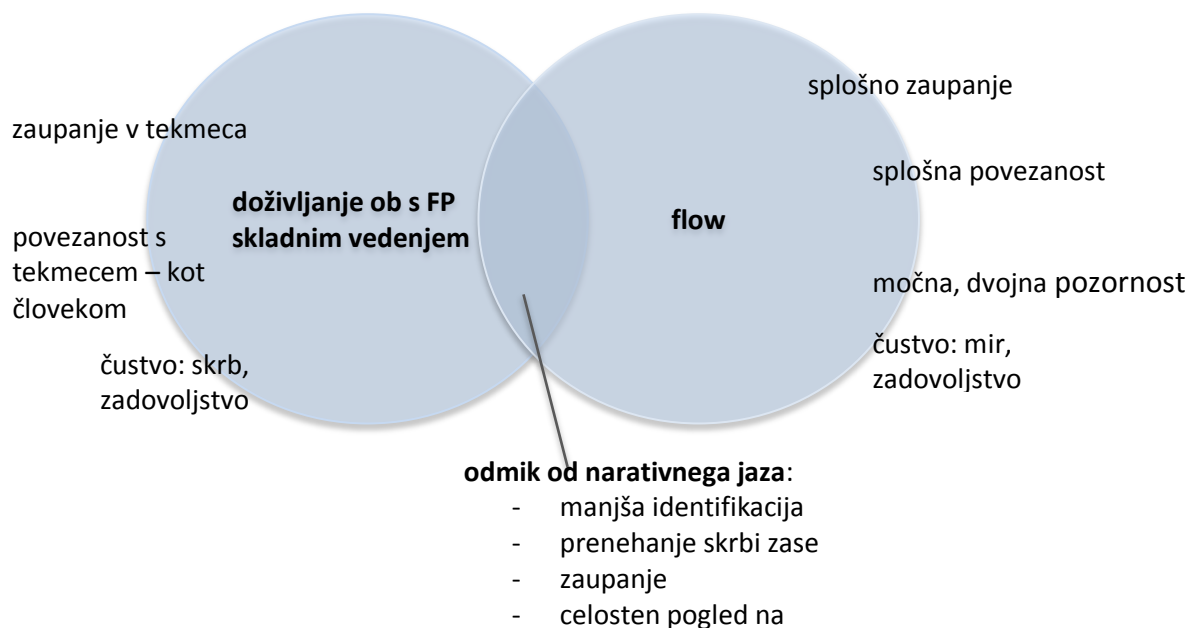 zaupanje v tekmeca
povezanost s
tekmecem – kot
človekom
čustvo: skrb,
zadovoljstvo
doživljanje ob s FP
skladnim vedenjem
flow
splošno zaupanje
splošna povezanost
močna, dvojna pozornost
čustvo: mir,
zadovoljstvo
odmik od narativnega jaza:
- manjša identifikacija
- prenehanje skrbi zase
- zaupanje
- celosten pogled na